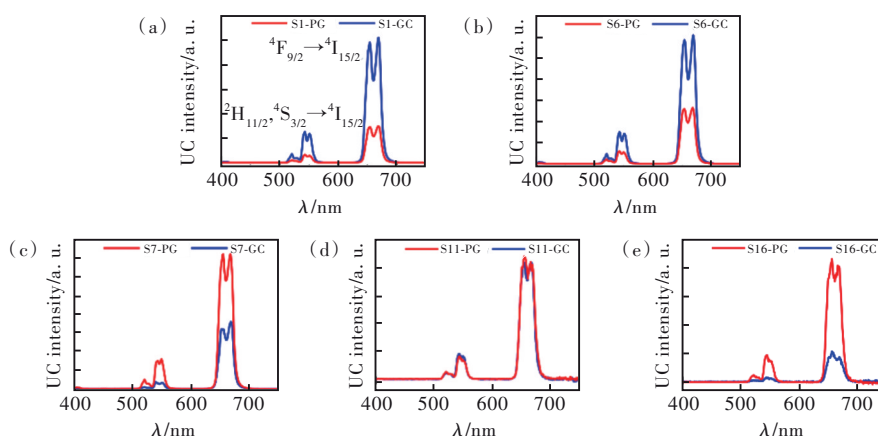 (a)
S1-PG
S1-GC
⁴F₉/₂→⁴I₁₅/₂
²H₁₁/₂,⁴S₃/₂→⁴I₁₅/₂
UC intensity/a. u.
400 500 600 700
λ/nm
(b)
S6-PG
S6-GC
UC intensity/a. u.
400 500 600 700
λ/nm
(c)
S7-PG
S7-GC
UC intensity/a. u.
400 500 600 700
λ/nm
(d)
S11-PG
S11-GC
UC intensity/a. u.
400 500 600 700
λ/nm
(e)
S16-PG
S16-GC
UC intensity/a. u.
400 500 600 700
λ/nm